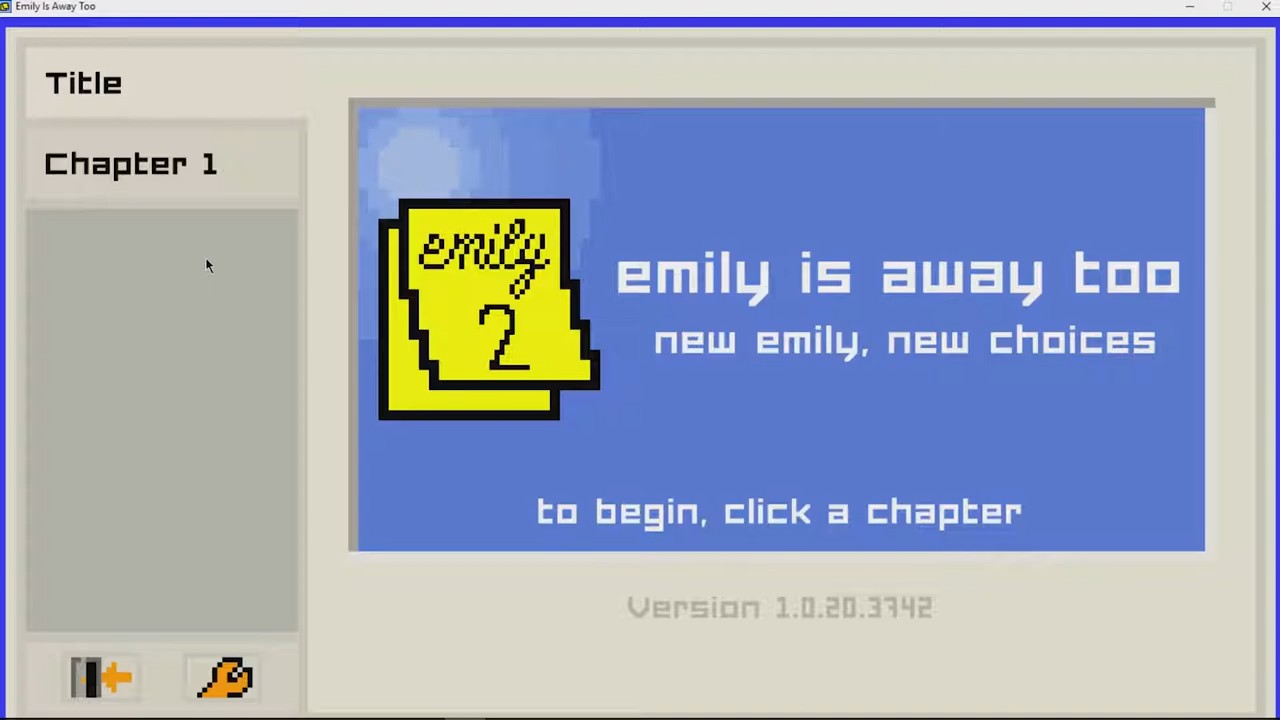 Emily Is Away Too
Title
Chapter 1
emily
2
emily is away too
new emily, new choices
to begin, click a chapter
Version 1.0.20.3742